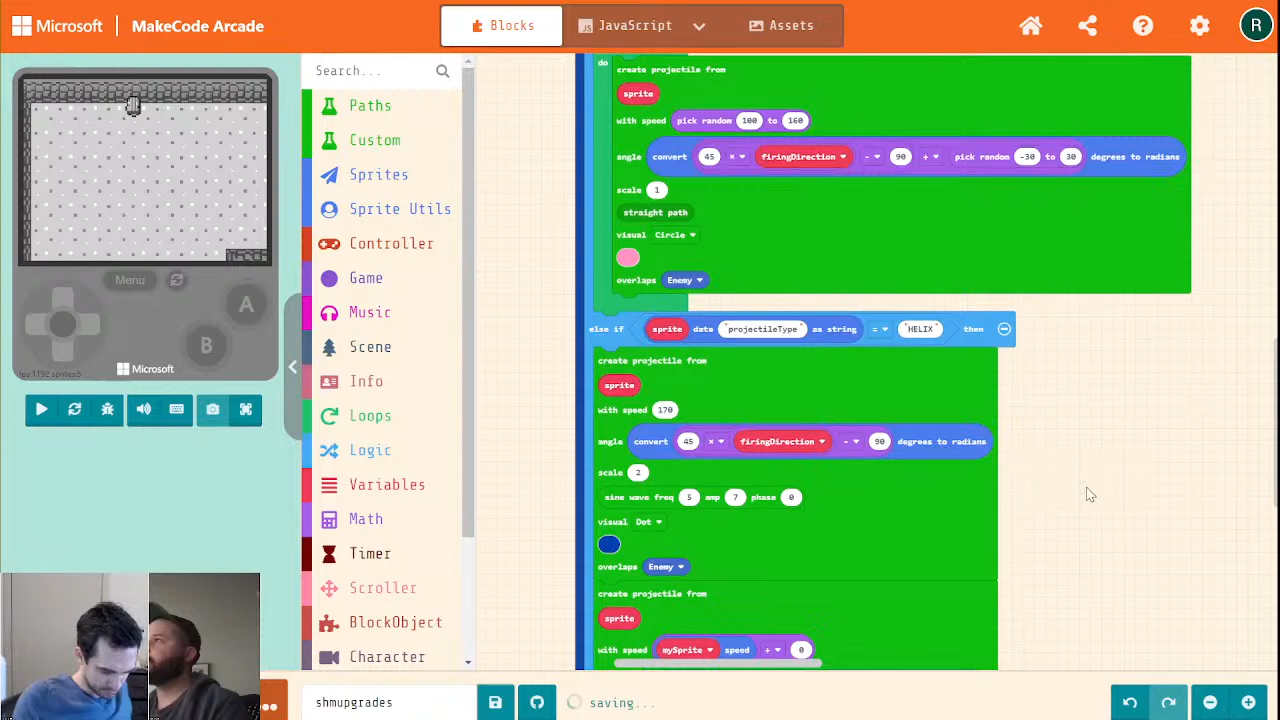 Microsoft | MakeCode Arcade
Blocks
JS JavaScript
Assets
R
Search...
Paths
Custom
Sprites
Sprite Utils
Controller
Game
Music
Scene
Info
Loops
Logic
Variables
Math
Timer
Scroller
BlockObject
Character
Menu
A
B
Microsoft
do
create projectile from
sprite
with speed pick random 100 to 160
angle convert 45 × firingDirection - 90 + pick random -30 to 30 degrees to radians
scale 1
straight path
visual Circle
overlaps Enemy
else if sprite data "projectileType" as string = "HELIX" then
create projectile from
sprite
with speed 170
angle convert 45 × firingDirection - 90 degrees to radians
scale 2
sine wave freq 5 amp 7 phase 0
visual Dot
overlaps Enemy
create projectile from
sprite
with speed mySprite speed + 0
shmupgrades
saving...